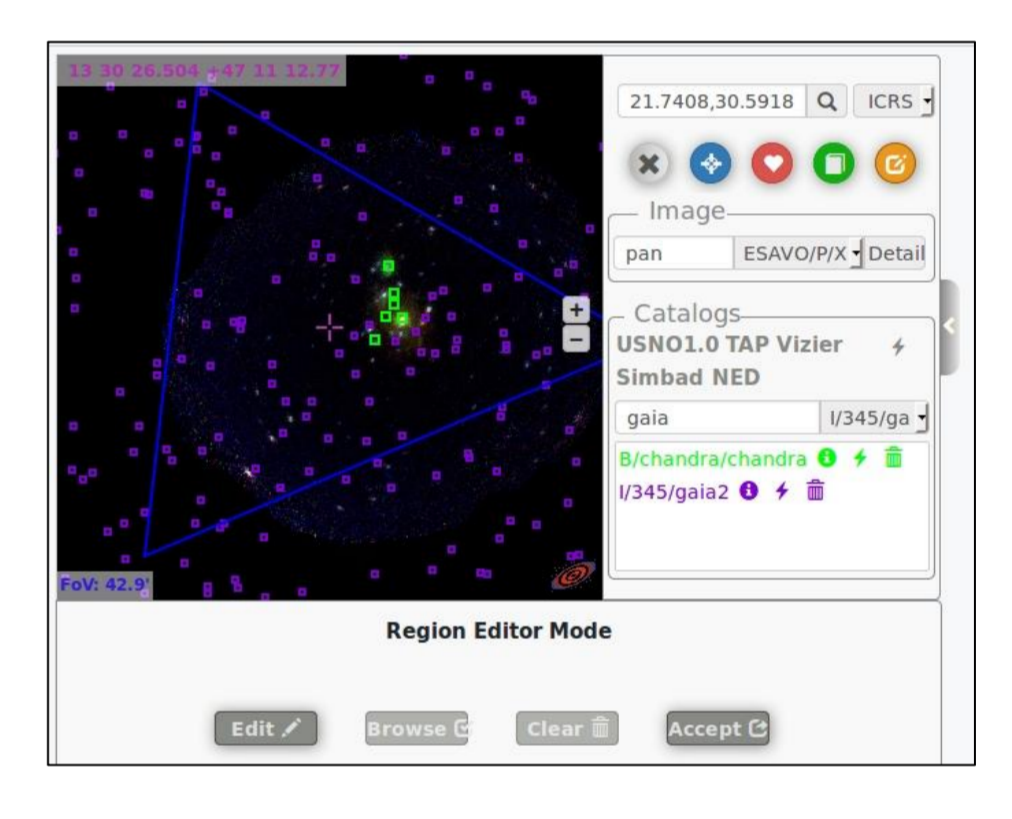 13 30 26.504 +47 11 12.77
21.7408,30.5918
ICRS
Image
pan
ESAVO/P/X
Detail
Catalogs
USNO1.0 TAP Vizier
Simbad NED
gaia
I/345/ga
B/chandra/chandra
I/345/gaia2
+
−
FoV: 42.9'
Region Editor Mode
Edit
Browse
Clear
Accept